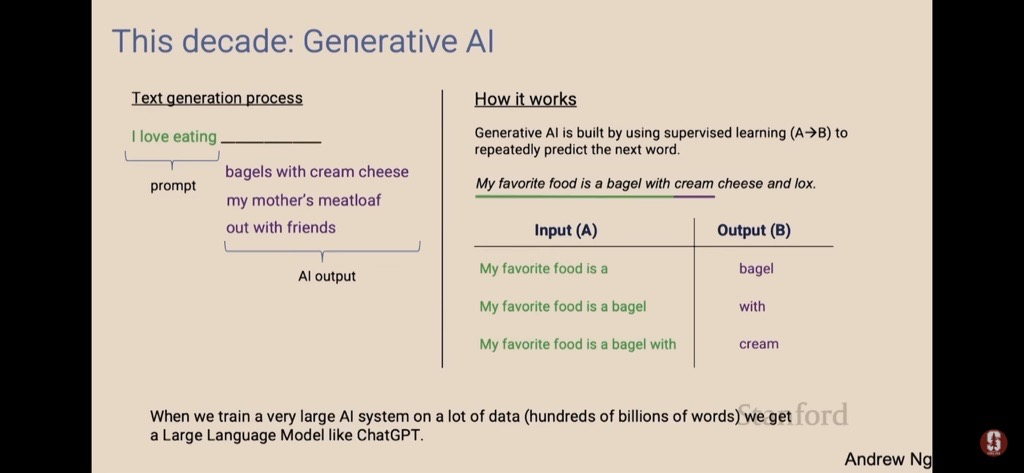 This decade: Generative AI
Text generation process
I love eating ____________
prompt
bagels with cream cheese
my mother's meatloaf
out with friends
AI output
How it works
Generative AI is built by using supervised learning (A→B) to
repeatedly predict the next word.
My favorite food is a bagel with cream cheese and lox.
Input (A) Output (B)
My favorite food is a bagel
My favorite food is a bagel with
My favorite food is a bagel with cream
When we train a very large AI system on a lot of data (hundreds of billions of words) we get
a Large Language Model like ChatGPT.
Stanford
Andrew Ng
S